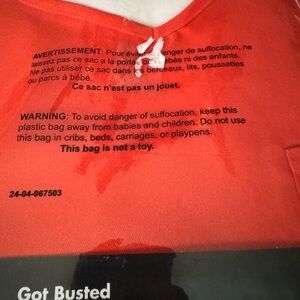 AVERTISSEMENT: Pour éviter danger de suffocation, ne
laissez pas ce sac à la portée bébés ni des enfants.
Ne pas utiliser ce sac dans les berceaux, lits, poussettes
ou parcs à bébé.
Ce sac n'est pas un jouet.
WARNING: To avoid danger of suffocation, keep this
plastic bag away from babies and children. Do not use
this bag in cribs, beds, carriages, or playpens.
This bag is not a toy.
24-04-967503
Got Busted